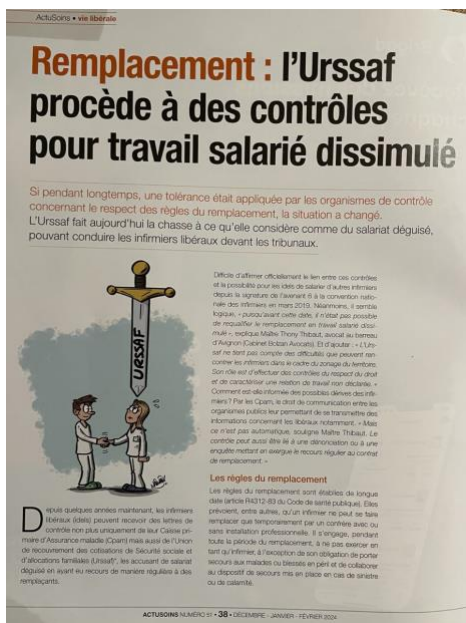 ActuSoins • vie libérale
Remplacement : l'Urssaf
procède à des contrôles
pour travail salarié dissimulé
Si pendant longtemps, une tolérance était appliquée par les organismes de contrôle
concernant le respect des règles du remplacement, la situation a changé.
L'Urssaf fait aujourd'hui la chasse à ce qu'elle considère comme du salariat déguisé,
pouvant conduire les infirmiers libéraux devant les tribunaux.
URSSAF
Depuis quelques années maintenant, les infirmiers
libéraux (Idels) peuvent recevoir des lettres de
contrôle non plus uniquement de leur Caisse pri-
maire d'Assurance maladie (Cpam) mais aussi de l'Union
de recouvrement des cotisations de Sécurité sociale et
d'allocations familiales (Urssaf)¹, les accusant de salariat
déguisé en ayant eu recours de manière régulière à des
remplaçants.
Difficile d'affirmer officiellement le lien entre ces contrôles
et la possibilité pour les idels de salarier d'autres infirmiers
depuis la signature de l'avenant 6 à la convention natio-
nale des infirmiers en mars 2019. Néanmoins, il semble
logique, « puisqu'avant cette date, il n'était pas possible
de requalifier le remplacement en travail salarié dissi-
mulé », explique Maître Thony Thibaut, avocat au barreau
d'Avignon (Cabinet Bolzan Avocats). Et d'ajouter : « L'Urs-
saf ne tient pas compte des difficultés que peuvent ren-
contrer les infirmiers dans le cadre du zonage du territoire.
Son rôle est d'effectuer des contrôles du respect du droit
et de caractériser une relation de travail non déclarée. »
Comment est-elle informée des possibles dérives des infir-
miers ? Par les Cpam, le droit de communication entre les
organismes publics leur permettant de se transmettre des
informations concernant les libéraux notamment. « Mais
ce n'est pas automatique, souligne Maître Thibaut. Le
contrôle peut aussi être lié à une dénonciation ou à une
enquête mettant en exergue le recours régulier au contrat
de remplacement. »
Les règles du remplacement
Les règles du remplacement sont établies de longue
date (article R4312-83 du Code de santé publique). Elles
prévoient, entre autres, qu'un infirmier ne peut se faire
remplacer que temporairement par un confrère avec ou
sans installation professionnelle. Il s'engage, pendant
toute la période du remplacement, à ne pas exercer en
tant qu'infirmier, à l'exception de son obligation de porter
secours aux malades ou blessés en péril et de collaborer
au dispositif de secours mis en place en cas de sinistre
ou de calamité.
ACTUSOINS NUMÉRO 51 • 38 • DÉCEMBRE - JANVIER - FÉVRIER 2024